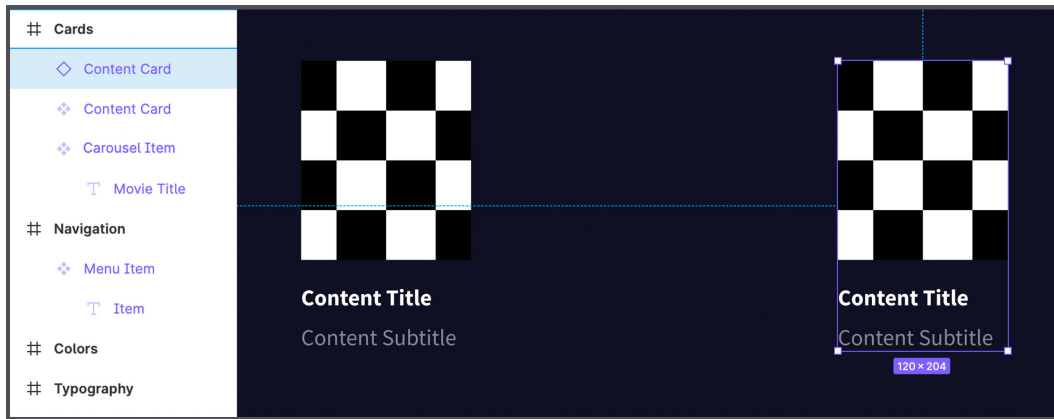 Cards
Content Card
Content Card
Carousel Item
Movie Title
Navigation
Menu Item
Item
Colors
Typography
Content Title
Content Subtitle
Content Title
Content Subtitle
120 × 204